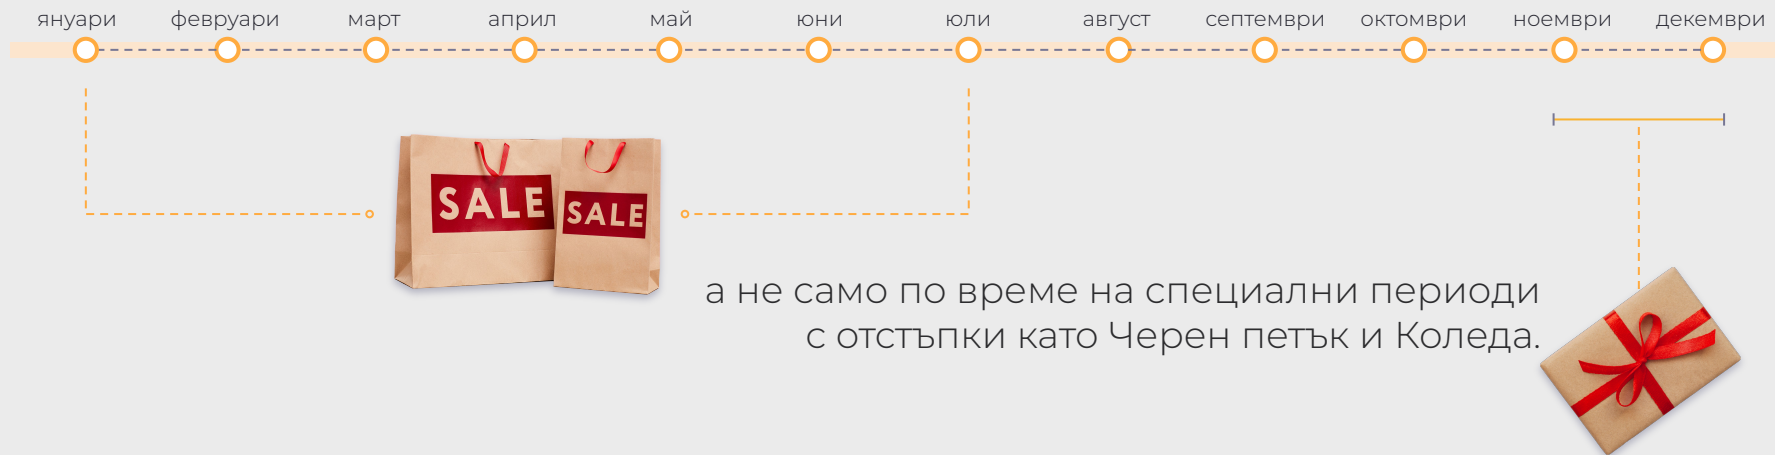 януари февруари март април май юни юли август септември октомври ноември декември
SALE SALE
а не само по време на специални периоди
с отстъпки като Черен петък и Коледа.